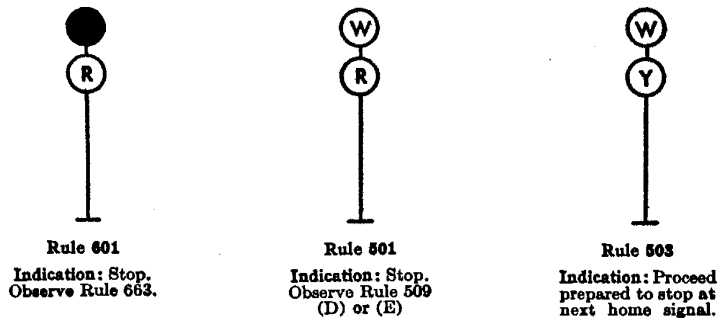 R
Rule 601
Indication: Stop.
Observe Rule 663.
W
R
Rule 501
Indication: Stop.
Observe Rule 509
(D) or (E)
W
Y
Rule 503
Indication: Proceed
prepared to stop at
next home signal.